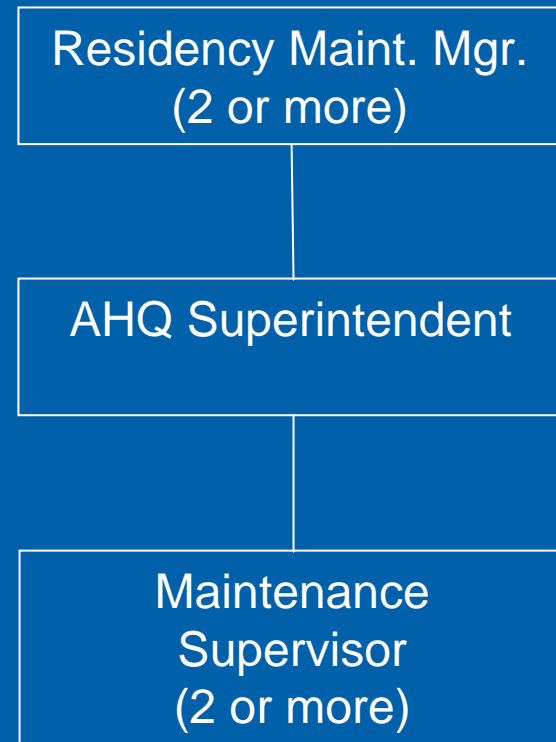 Residency Maint. Mgr.
(2 or more)
AHQ Superintendent
Maintenance
Supervisor
(2 or more)